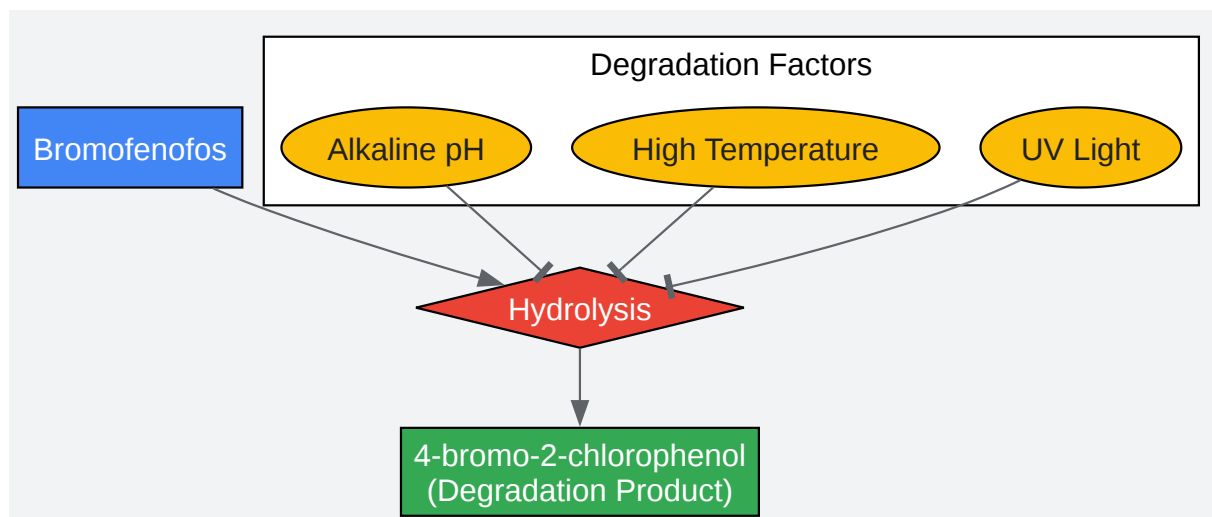 Degradation Factors
Bromofenofos
Alkaline pH
High Temperature
UV Light
Hydrolysis
4-bromo-2-chlorophenol
(Degradation Product)